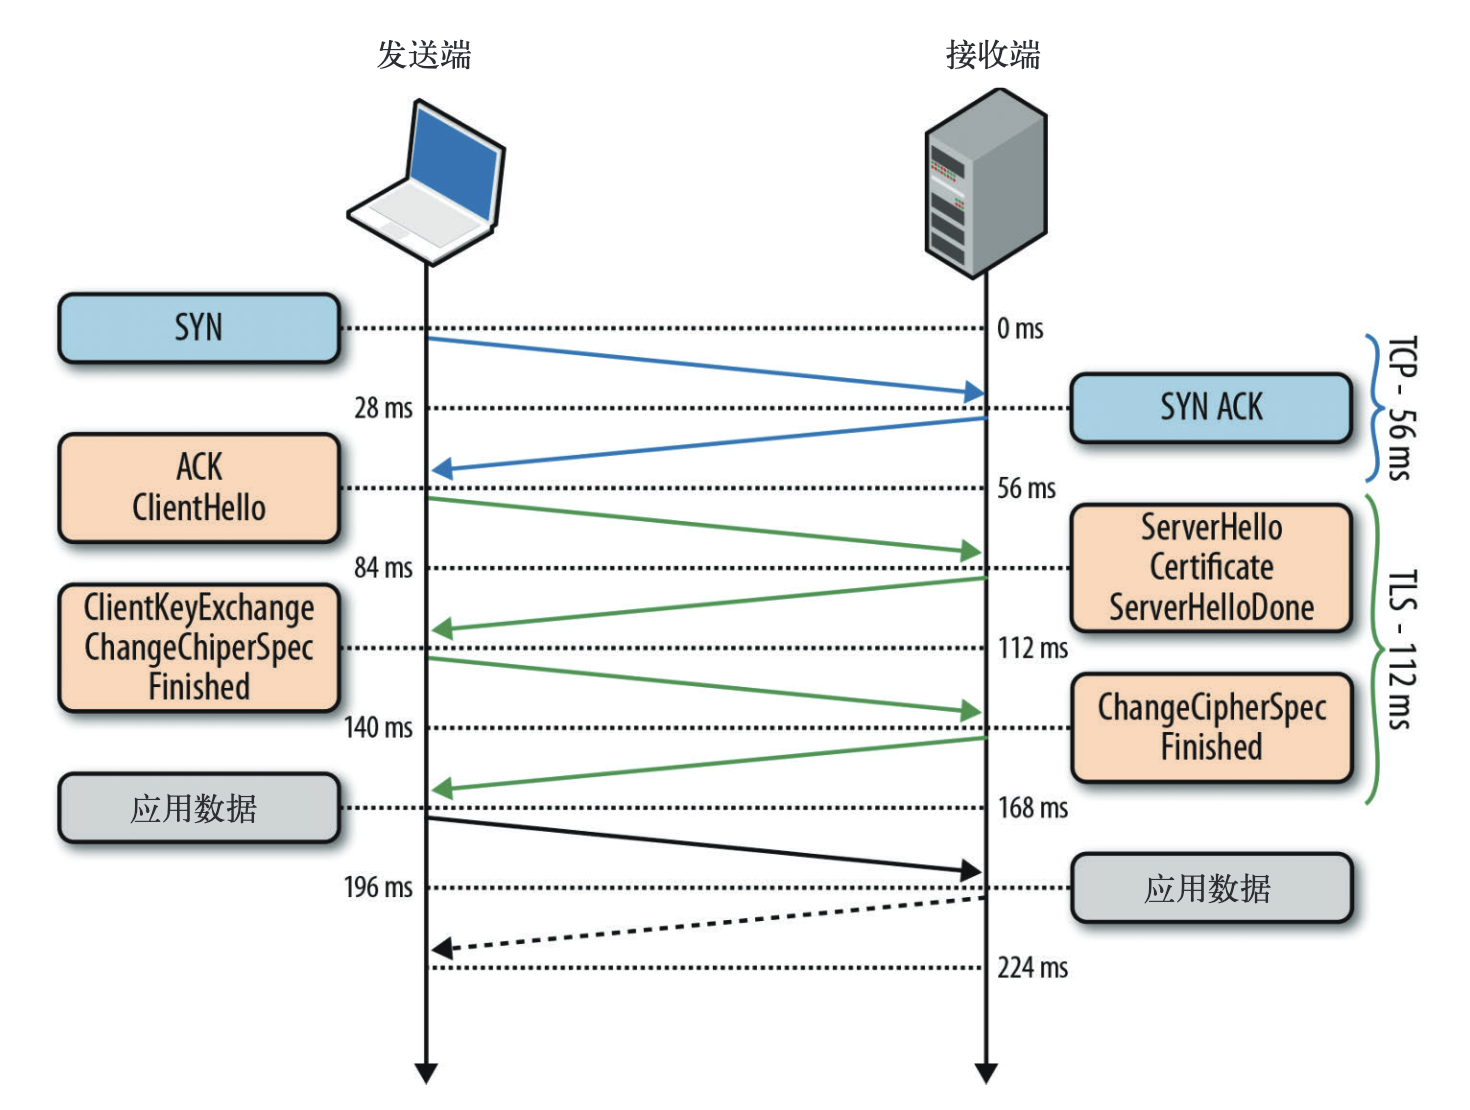 发送端
接收端
SYN
0 ms
28 ms
SYN ACK
TCP - 56 ms
ACK
ClientHello
56 ms
84 ms
ServerHello
Certificate
ServerHelloDone
ClientKeyExchange
ChangeChiperSpec
Finished
112 ms
TLS - 112 ms
140 ms
ChangeCipherSpec
Finished
应用数据
168 ms
196 ms
应用数据
224 ms